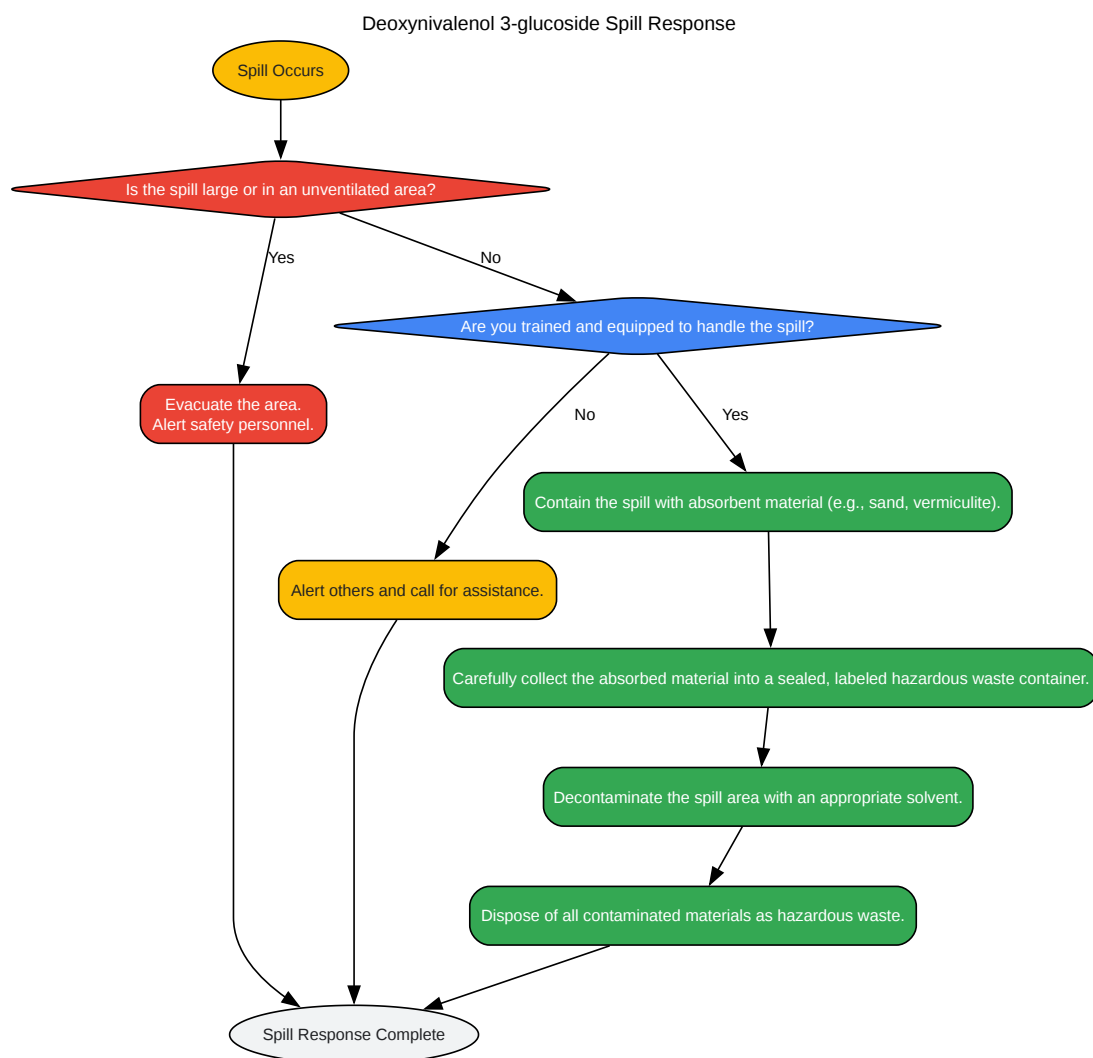 Deoxynivalenol 3-glucoside Spill Response
Spill Occurs
Is the spill large or in an unventilated area?
Yes
No
Are you trained and equipped to handle the spill?
Evacuate the area.
Alert safety personnel.
No
Yes
Contain the spill with absorbent material (e.g., sand, vermiculite).
Alert others and call for assistance.
Carefully collect the absorbed material into a sealed, labeled hazardous waste container.
Decontaminate the spill area with an appropriate solvent.
Dispose of all contaminated materials as hazardous waste.
Spill Response Complete